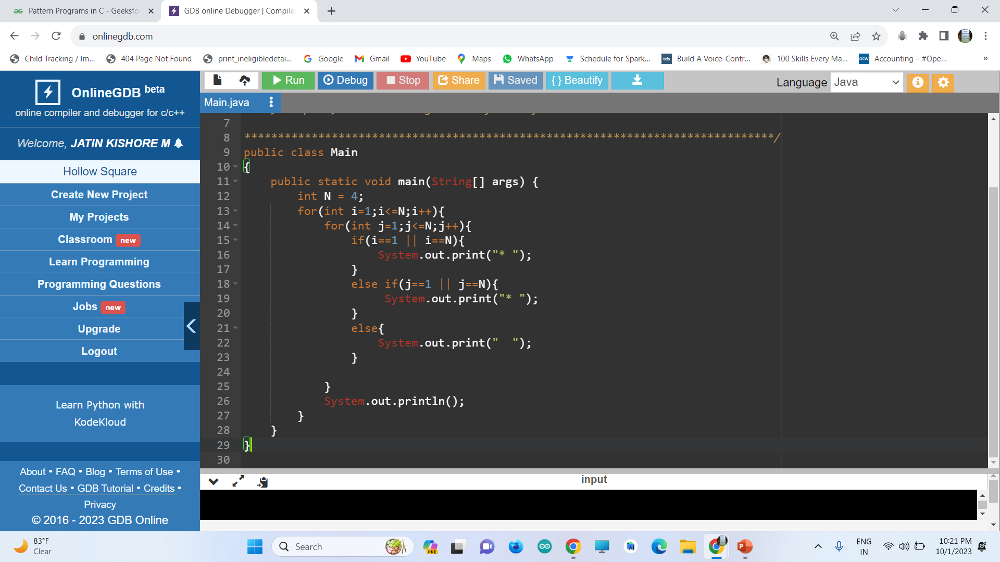 Pattern Programs in C - Geeksfo
GDB online Debugger | Compile
onlinegdb.com
Child Tracking / Im...
404 Page Not Found
print_ineligibledetai...
Google
Gmail
YouTube
Maps
WhatsApp
Schedule for Spark...
tds
Build A Voice-Contr...
100 Skills Every Ma...
OCW
Accounting – #Ope...
»
OnlineGDB beta
online compiler and debugger for c/c++
Welcome, JATIN KISHORE M
Hollow Square
Create New Project
My Projects
Classroom new
Learn Programming
Programming Questions
Jobs new
Upgrade
Logout
Learn Python with
KodeKloud
About • FAQ • Blog • Terms of Use •
Contact Us • GDB Tutorial • Credits •
Privacy
© 2016 - 2023 GDB Online
Run
Debug
Stop
Share
Saved
{ } Beautify
Language
Java
Main.java
7
8 *******************************************************************************/
9 public class Main
10 {
11     public static void main(String[] args) {
12         int N = 4;
13         for(int i=1;i<=N;i++){
14             for(int j=1;j<=N;j++){
15                 if(i==1 || i==N){
16                     System.out.print("* ");
17                 }
18                 else if(j==1 || j==N){
19                      System.out.print("* ");
20                 }
21                 else{
22                     System.out.print("  ");
23                 }
24
25             }
26             System.out.println();
27         }
28     }
29 }
30
input
83°F
Clear
Search
PRE
ENG
IN
10:21 PM
10/1/2023